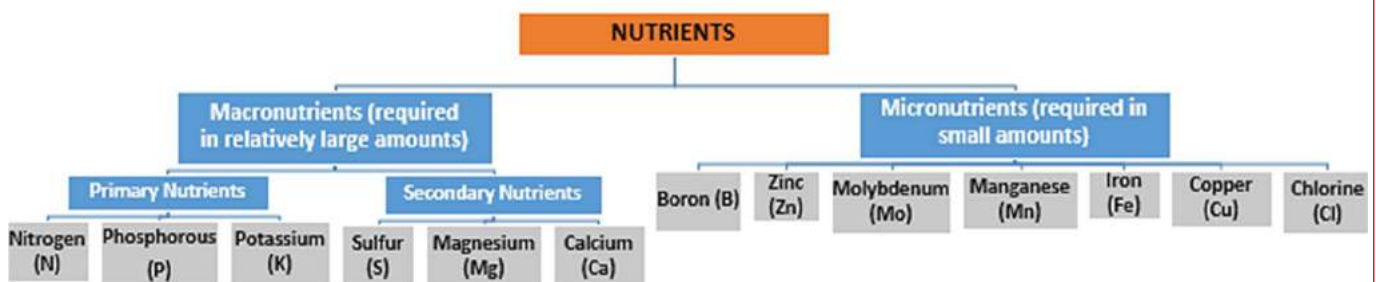 NUTRIENTS
Macronutrients (required
in relatively large amounts)
Micronutrients (required in
small amounts)
Primary Nutrients
Secondary Nutrients
Nitrogen
(N)
Phosphorous
(P)
Potassium
(K)
Sulfur
(S)
Magnesium
(Mg)
Calcium
(Ca)
Boron (B)
Zinc
(Zn)
Molybdenum
(Mo)
Manganese
(Mn)
Iron
(Fe)
Copper
(Cu)
Chlorine
(Cl)